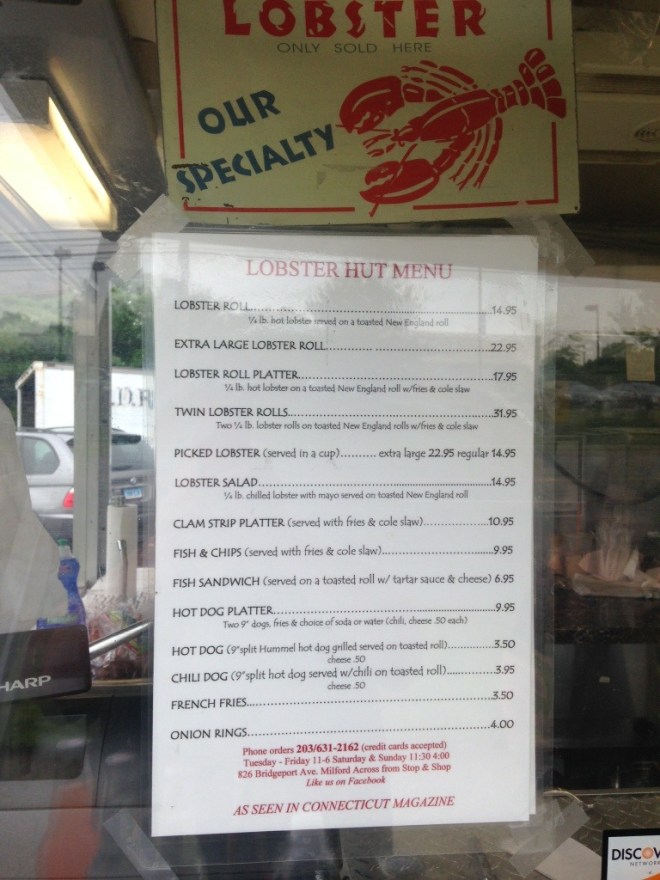 LOBSTER
ONLY SOLD HERE
OUR
SPECIALTY
LOBSTER HUT MENU
LOBSTER ROLL..........14.95
¼ lb. hot lobster served on a toasted New England roll
EXTRA LARGE LOBSTER ROLL..........22.95
LOBSTER ROLL PLATTER..........17.95
¼ lb. hot lobster on a toasted New England roll w/fries & cole slaw
TWIN LOBSTER ROLLS..........31.95
Two ¼ lb. lobster rolls on toasted New England rolls w/fries & cole slaw
PICKED LOBSTER (served in a cup).......... extra large 22.95 regular 14.95
LOBSTER SALAD..........14.95
¼ lb. chilled lobster with mayo served on toasted New England roll
CLAM STRIP PLATTER (served with fries & cole slaw)..........10.95
FISH & CHIPS (served with fries & cole slaw)..........9.95
FISH SANDWICH (served on a toasted roll w/ tartar sauce & cheese) 6.95
HOT DOG PLATTER..........9.95
Two 9" dogs, fries & choice of soda or water (chili, cheese .50 each)
HOT DOG (9"split Hummel hot dog grilled served on toasted roll)..........3.50
cheese .50
CHILI DOG (9"split hot dog served w/chili on toasted roll)..........3.95
cheese .50
FRENCH FRIES..........3.50
ONION RINGS..........4.00
Phone orders 203/631-2162 (credit cards accepted)
Tuesday - Friday 11-6 Saturday & Sunday 11:30 4:00
826 Bridgeport Ave. Milford Across from Stop & Shop
Like us on Facebook
AS SEEN IN CONNECTICUT MAGAZINE
HARP
DISCOV
NETWORK